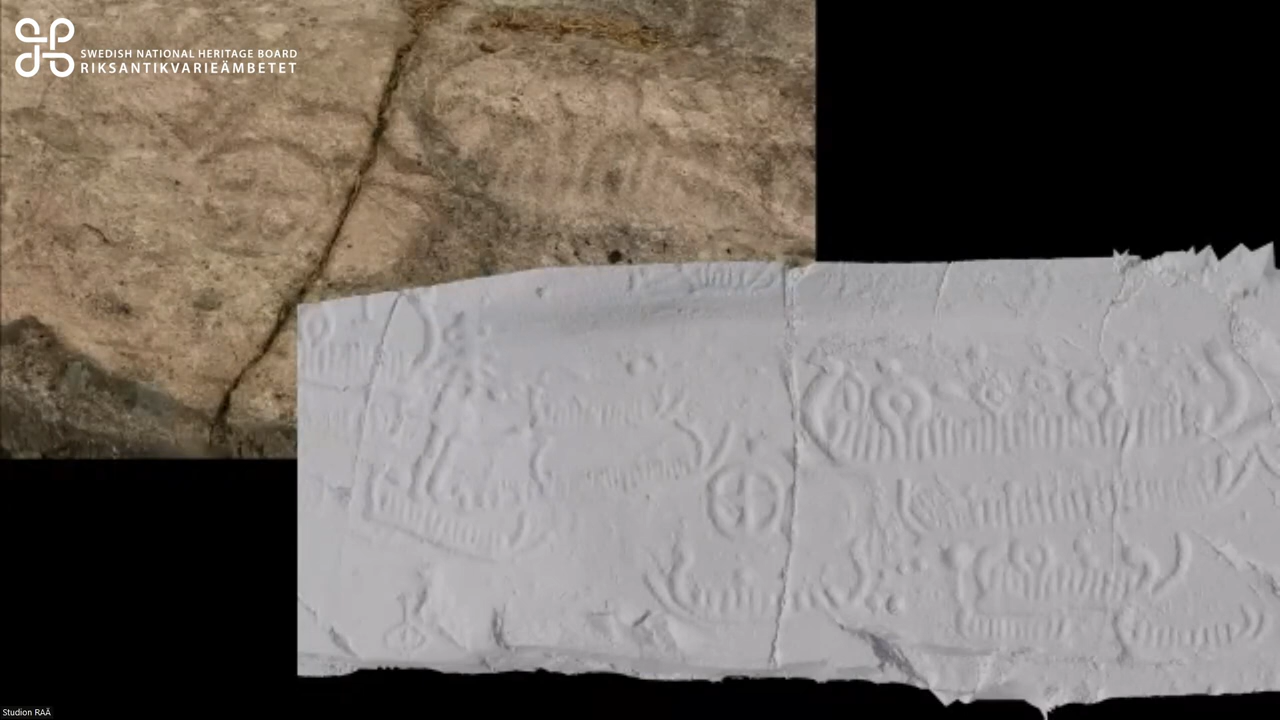 SWEDISH NATIONAL HERITAGE BOARD
RIKSANTIKVARIEÄMBETET
Studion RAÄ